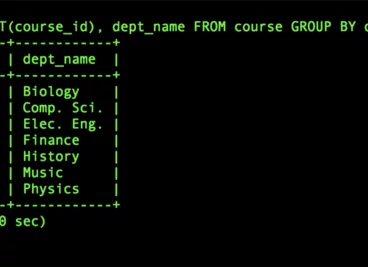 T(course_id), dept_name FROM course GROUP BY
-+------------+
| dept_name  |
-+------------+
| Biology    |
| Comp. Sci. |
| Elec. Eng. |
| Finance    |
| History    |
| Music      |
| Physics    |
-+------------+
0 sec)